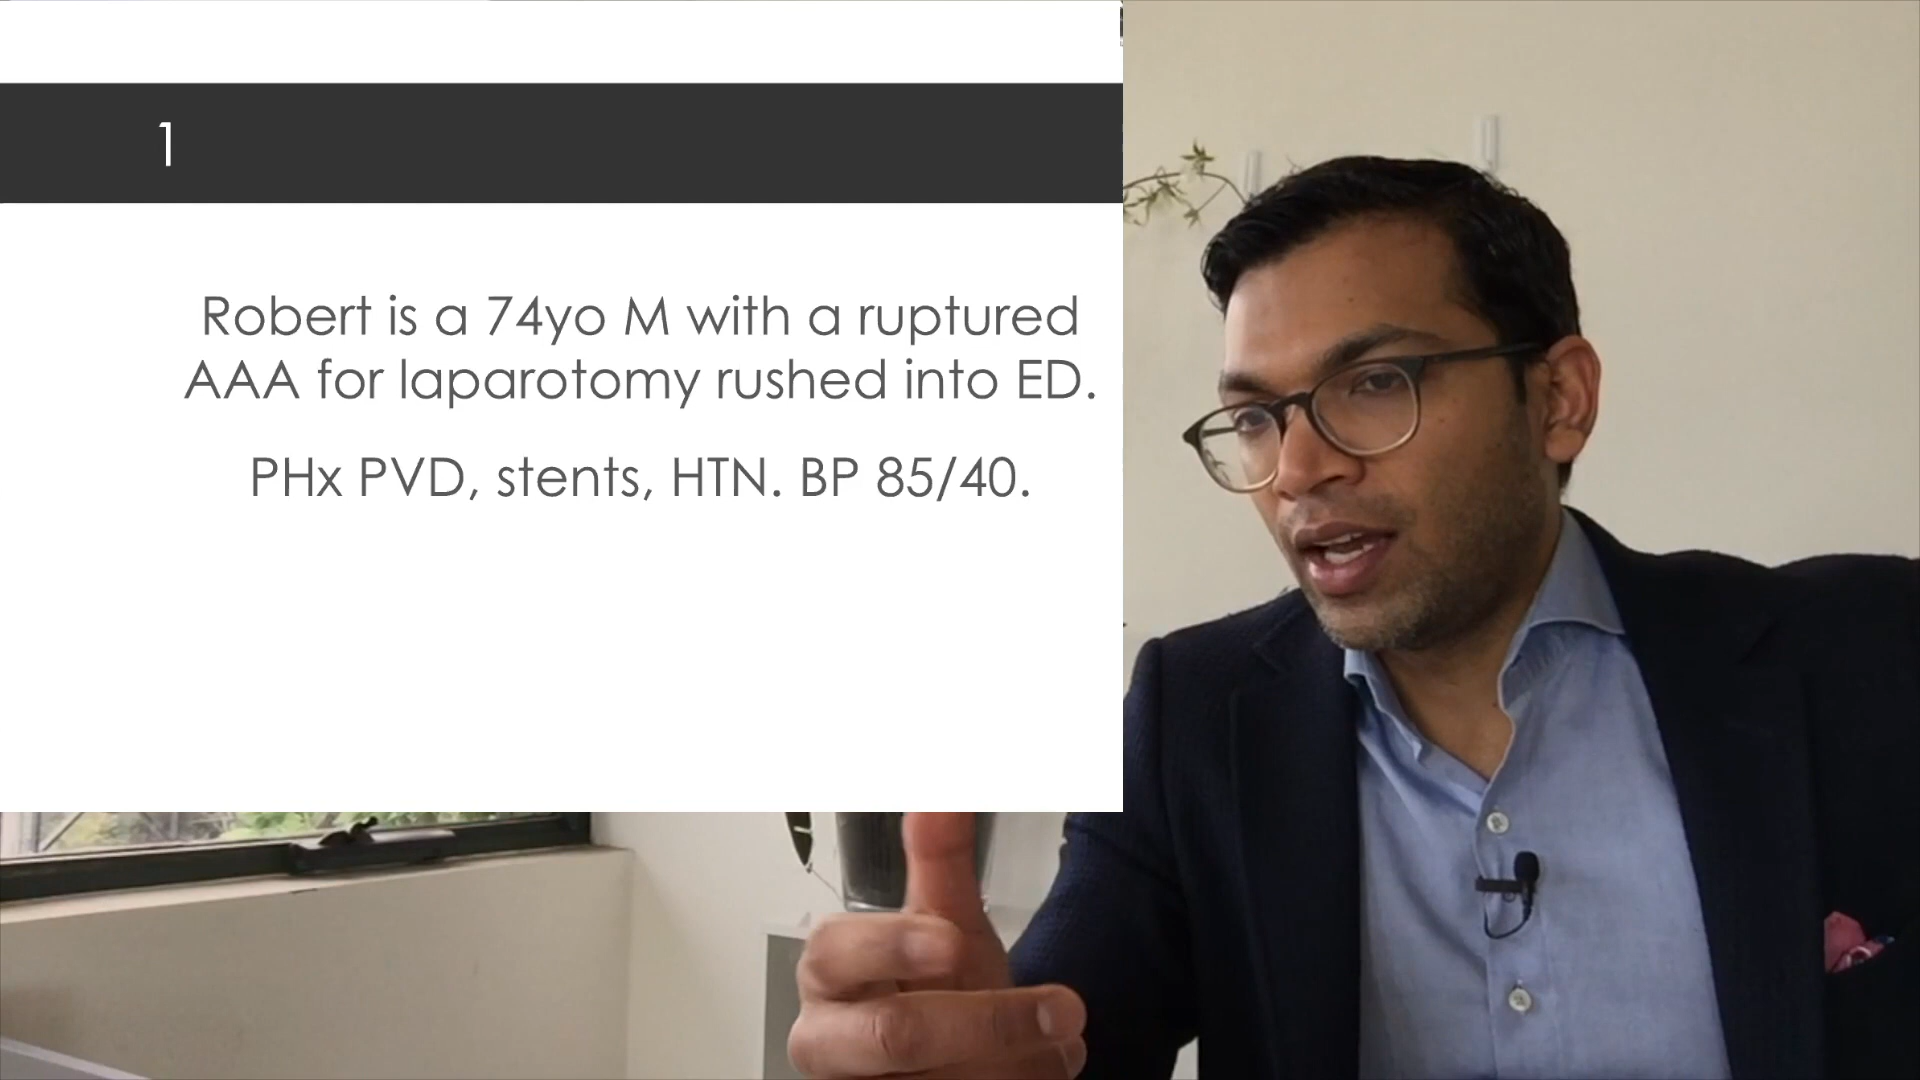 1
Robert is a 74yo M with a ruptured
AAA for laparotomy rushed into ED.
PHx PVD, stents, HTN. BP 85/40.